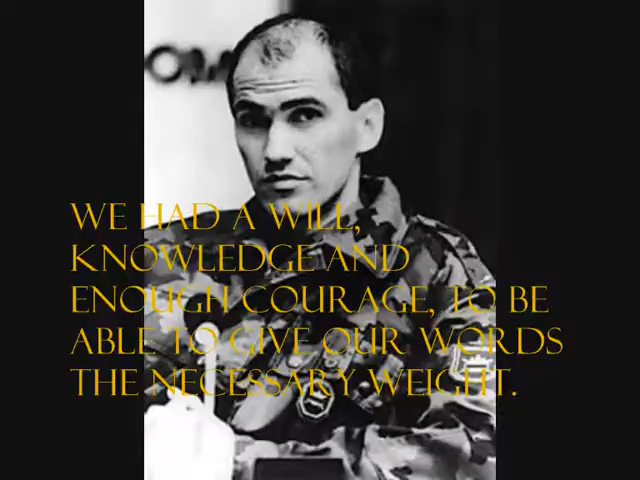 WE HAD A WILL,
KNOWLEDGE AND
ENOUGH COURAGE, TO BE
ABLE TO GIVE OUR WORDS
THE NECESSARY WEIGHT.